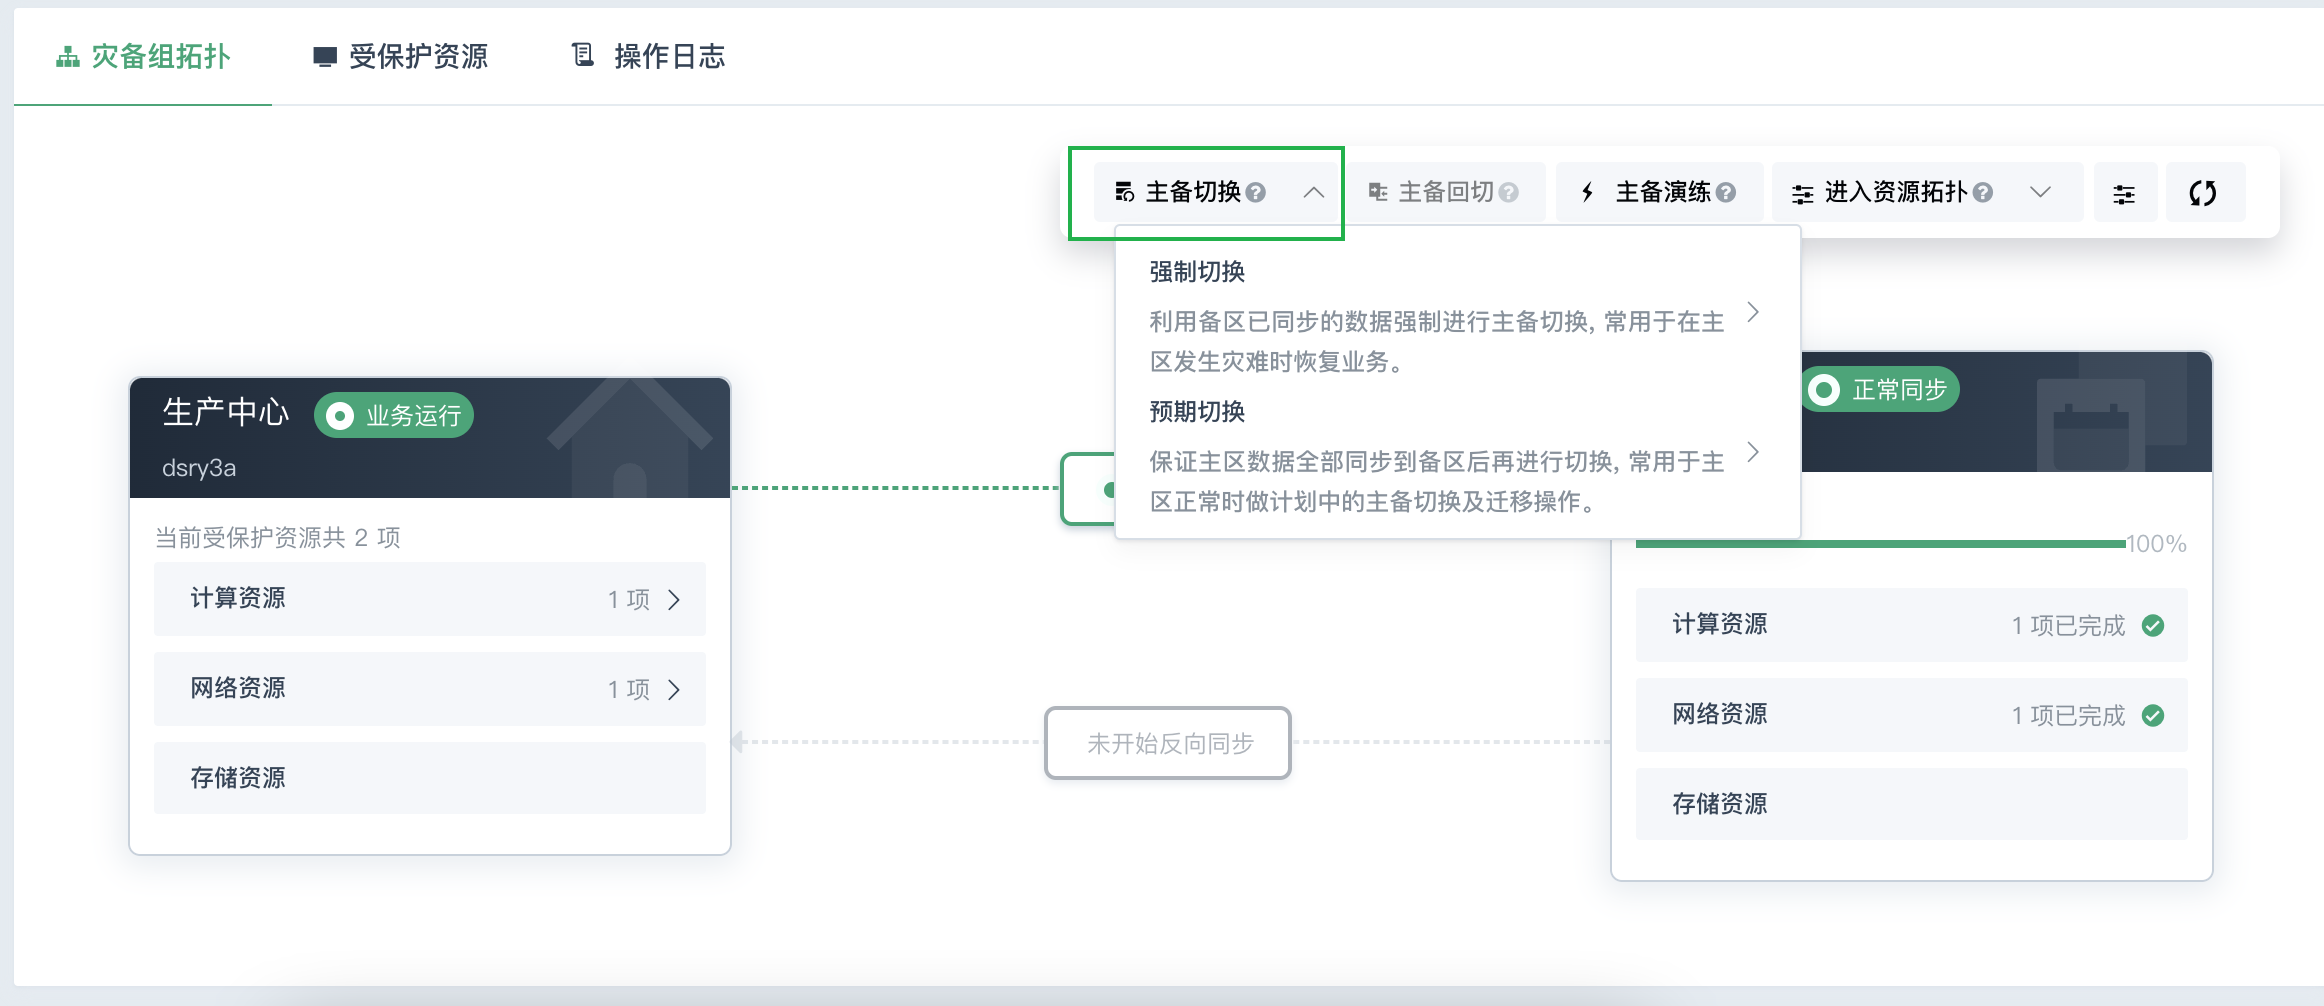 灾备组拓扑
受保护资源
操作日志
主备切换
主备回切
主备演练
进入资源拓扑
强制切换
利用备区已同步的数据强制进行主备切换, 常用于在主
区发生灾难时恢复业务。
预期切换
保证主区数据全部同步到备区后再进行切换, 常用于主
区正常时做计划中的主备切换及迁移操作。
生产中心
业务运行
dsry3a
当前受保护资源共 2 项
计算资源
1 项
网络资源
1 项
存储资源
未开始反向同步
正常同步
100%
计算资源
1 项已完成
网络资源
1 项已完成
存储资源